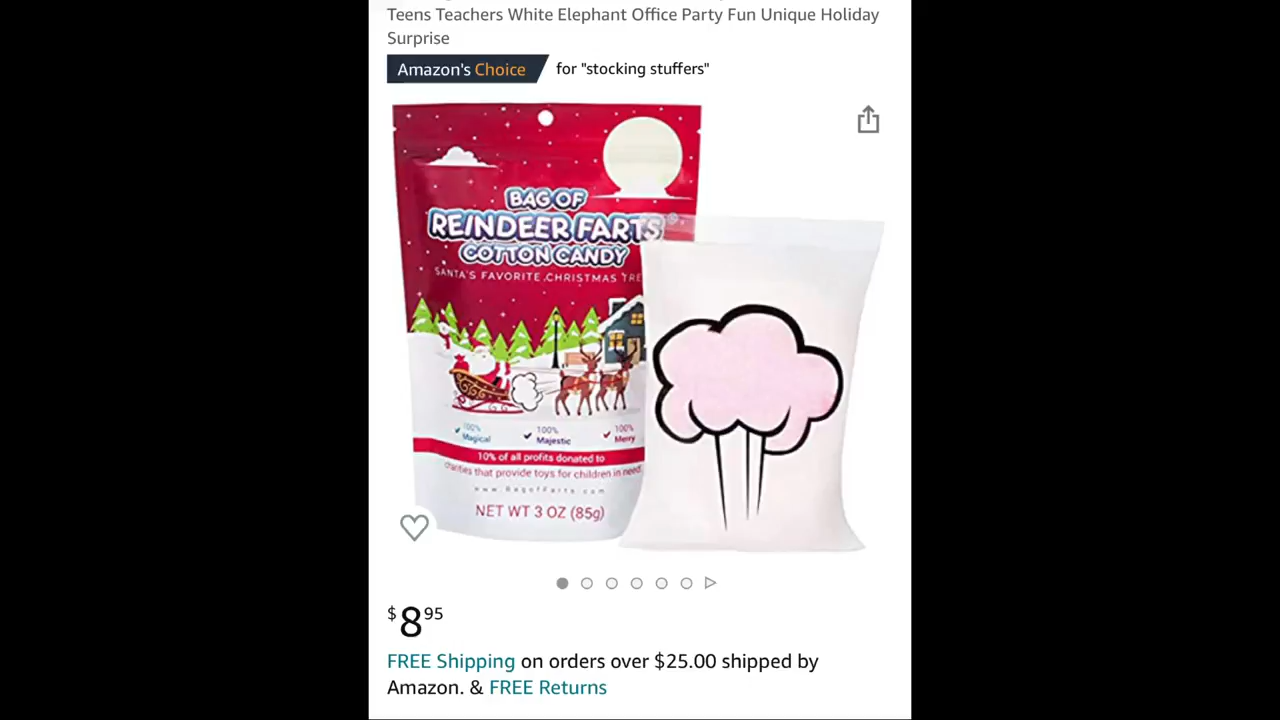 Teens Teachers White Elephant Office Party Fun Unique Holiday
Surprise
Amazon's Choice for "stocking stuffers"
BAG OF
REINDEER FARTS®
COTTON CANDY
SANTA'S FAVORITE CHRISTMAS TRE
100% Magical
100% Majestic
100% Merry
10% of all profits donated to
charities that provide toys for children in need!
www.BagofFarts.com
NET WT 3 OZ (85g)
$8 95
FREE Shipping on orders over $25.00 shipped by
Amazon. & FREE Returns